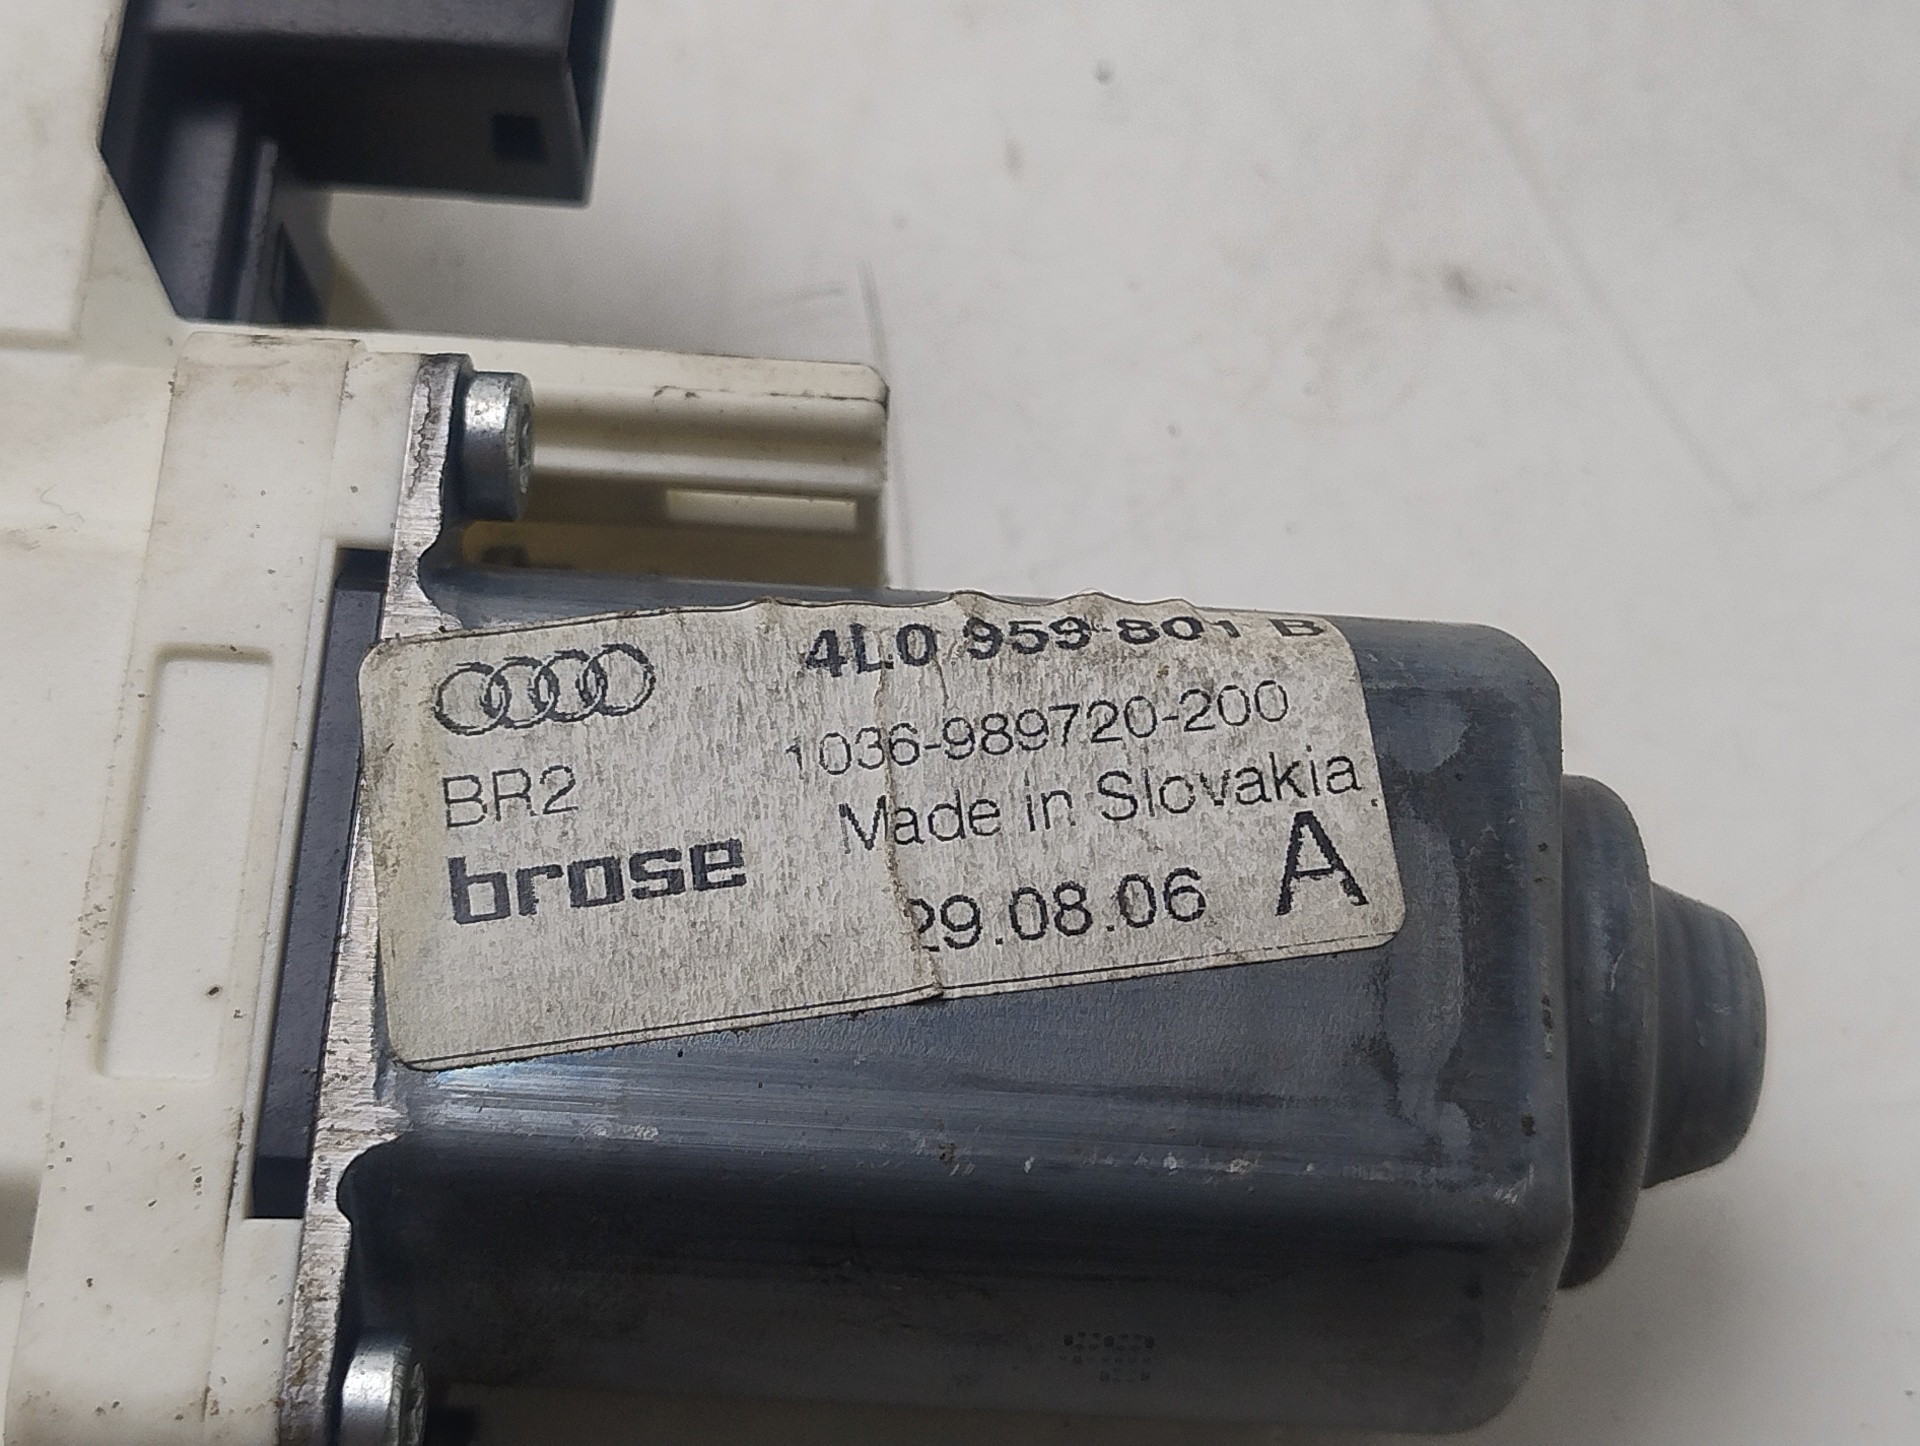 4L0 959 801 B
1036-989720-200
BR2
Made in Slovakia
brose
29.08.06 A